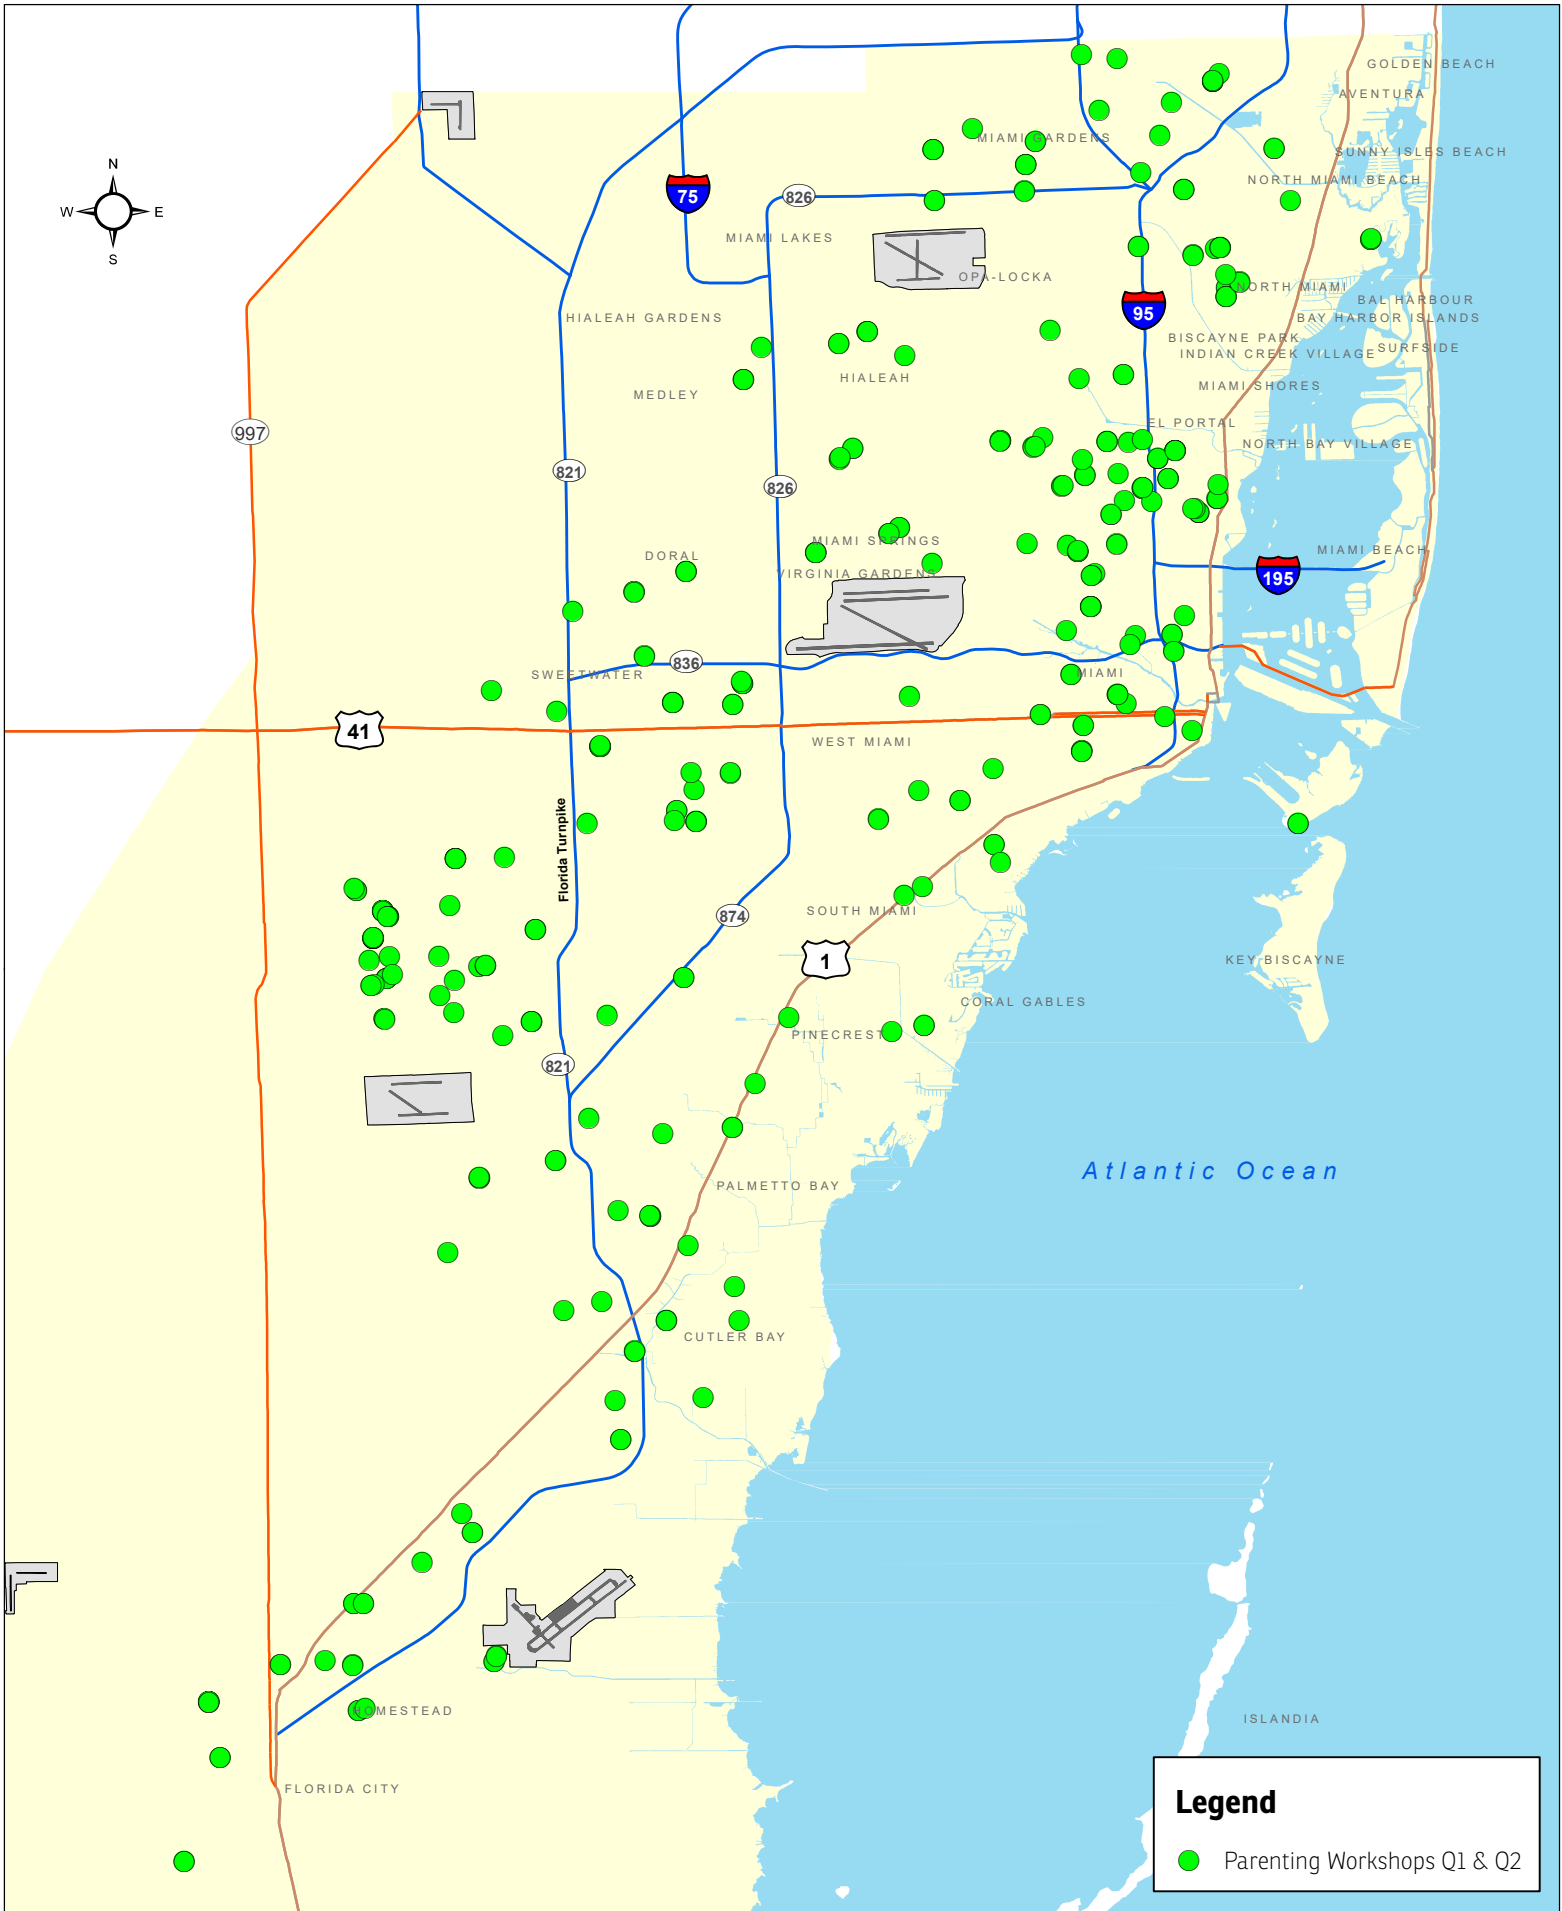 GOLDEN BEACH
AVENTURA
MIAMI GARDENS
SUNNY ISLES BEACH
N
W
E
S
75
826
NORTH MIAMI BEACH
MIAMI LAKES
OPA-LOCKA
NORTH MIAMI
BAL HARBOUR
95
BAY HARBOR ISLANDS
HIALEAH GARDENS
BISCAYNE PARK
INDIAN CREEK VILLAGE
SURFSIDE
HIALEAH
MIAMI SHORES
MEDLEY
EL PORTAL
997
NORTH BAY VILLAGE
821
826
MIAMI SPRINGS
MIAMI BEACH
DORAL
VIRGINIA GARDENS
195
836
SWEETWATER
MIAMI
41
WEST MIAMI
Florida Turnpike
874
SOUTH MIAMI
1
KEY BISCAYNE
CORAL GABLES
PINECREST
821
Atlantic Ocean
PALMETTO BAY
CUTLER BAY
HOMESTEAD
ISLANDIA
FLORIDA CITY
Legend
Parenting Workshops Q1 & Q2